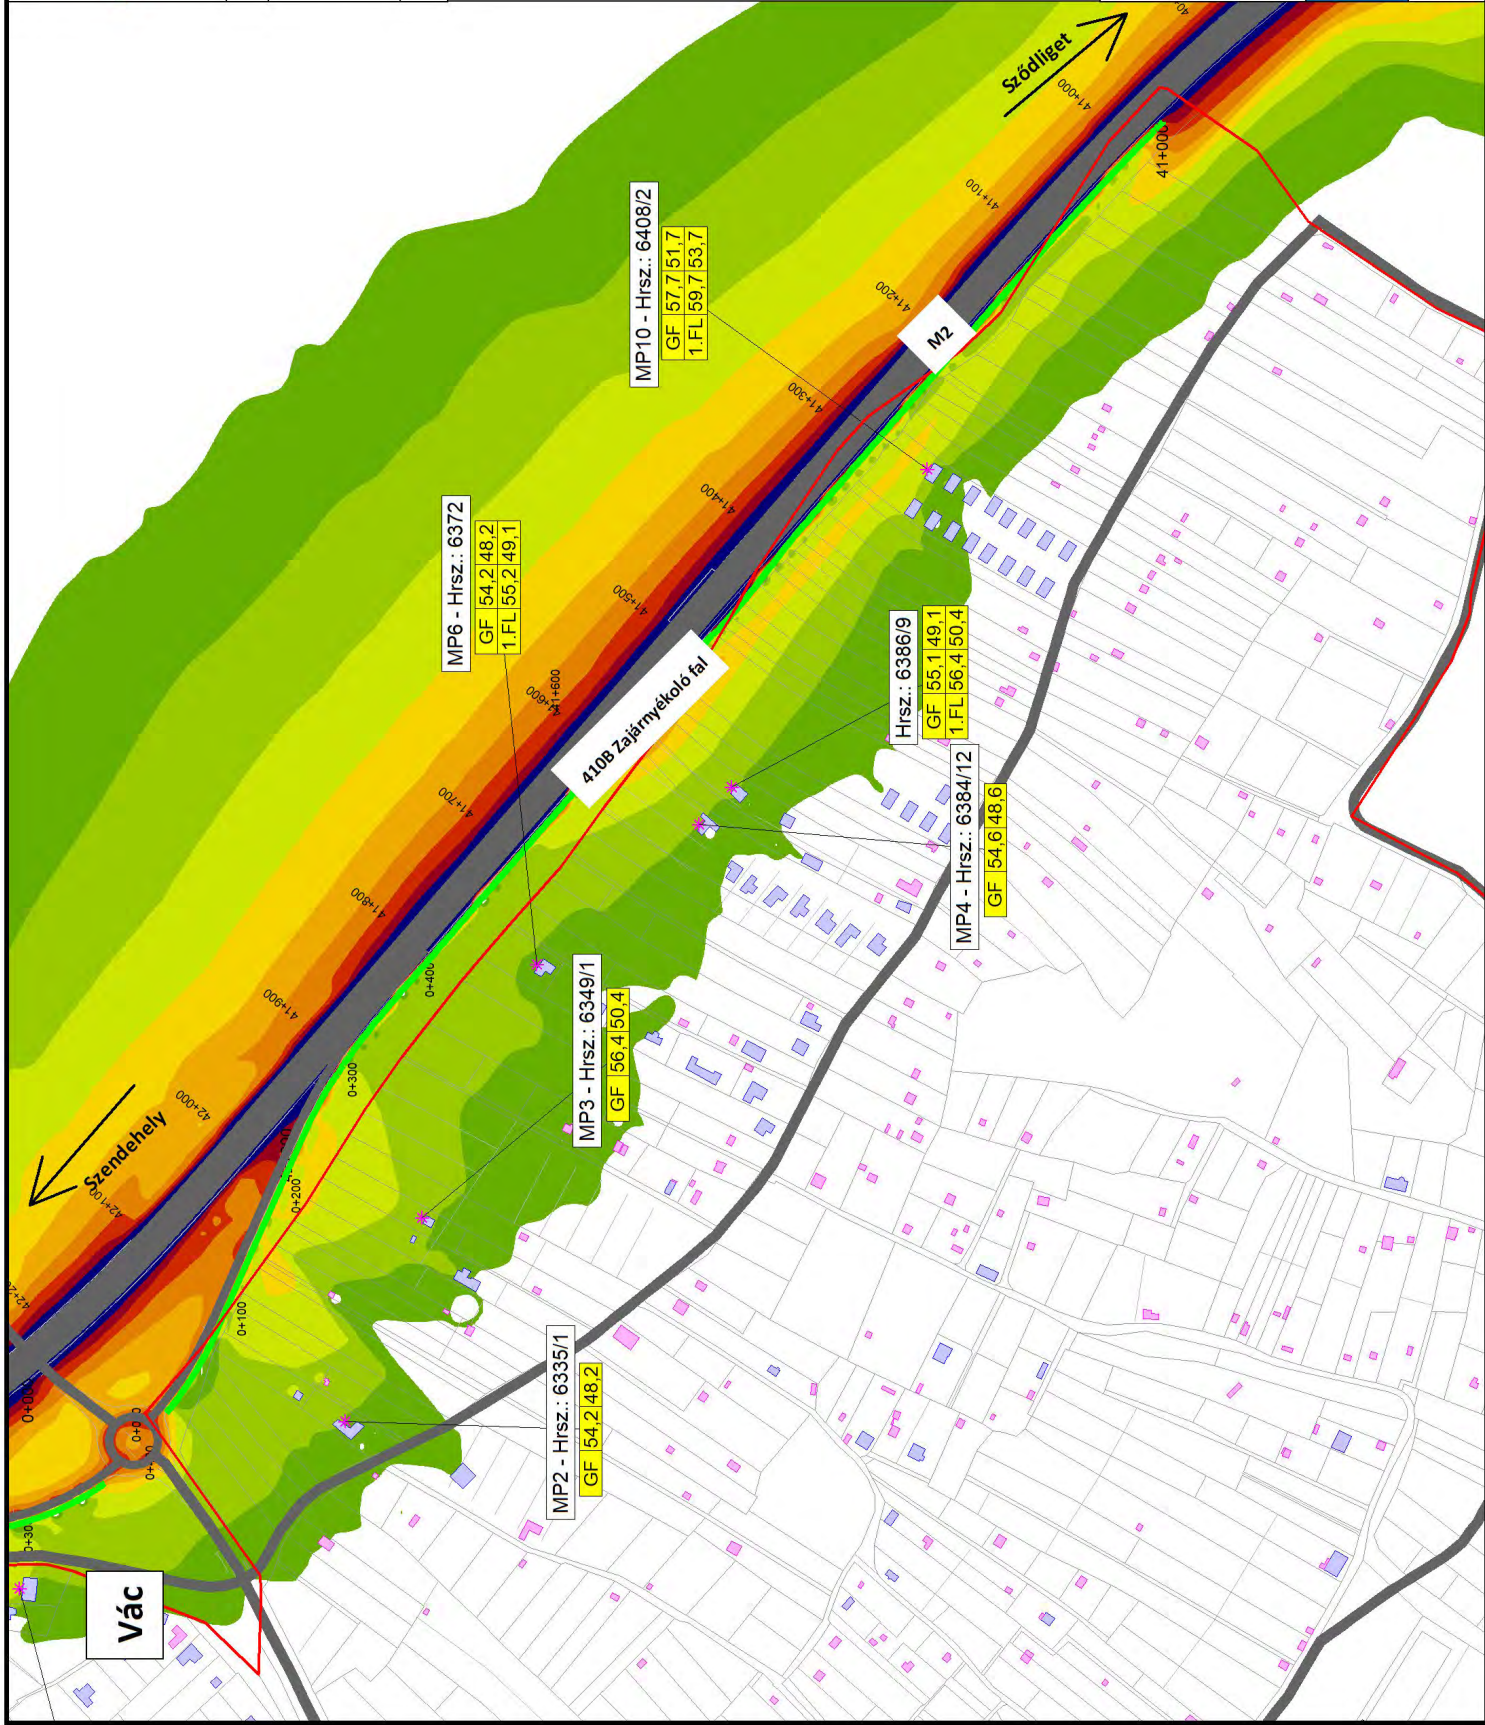 Sződliget
41+000
41+000
41+100
41+200
M2
41+300
MP10 - Hrsz.: 6408/2
GF 57,7 51,7
1.FL 59,7 53,7
41+400
41+500
MP6 - Hrsz.: 6372
GF 54,2 48,2
1.FL 55,2 49,1
41+600
410B Zajárnyékoló fal
Hrsz.: 6386/9
GF 55,1 49,1
1.FL 56,4 50,4
MP4 - Hrsz.: 6384/12
GF 54,6 48,6
41+700
41+800
41+900
0+400
MP3 - Hrsz.: 6349/1
GF 56,4 50,4
0+300
42+000
Szendehely
42+100
0+200
0+100
MP2 - Hrsz.: 6335/1
GF 54,2 48,2
Vác